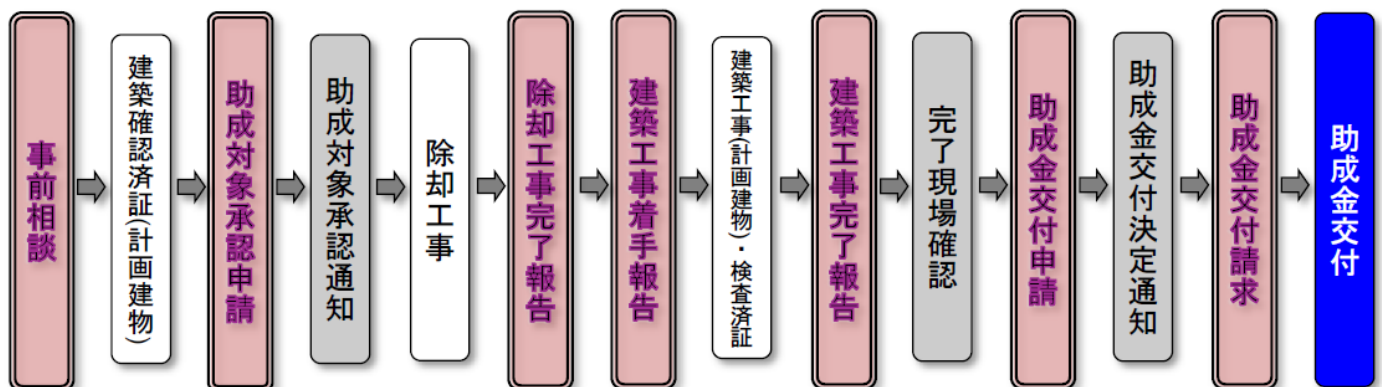 事前相談
建築確認済証(計画建物)
助成対象承認申請
助成対象承認通知
除却工事
除却工事完了報告
建築工事着手報告
建築工事(計画建物)・検査済証
建築工事完了報告
完了現場確認
助成金交付申請
助成金交付決定通知
助成金交付請求
助成金交付